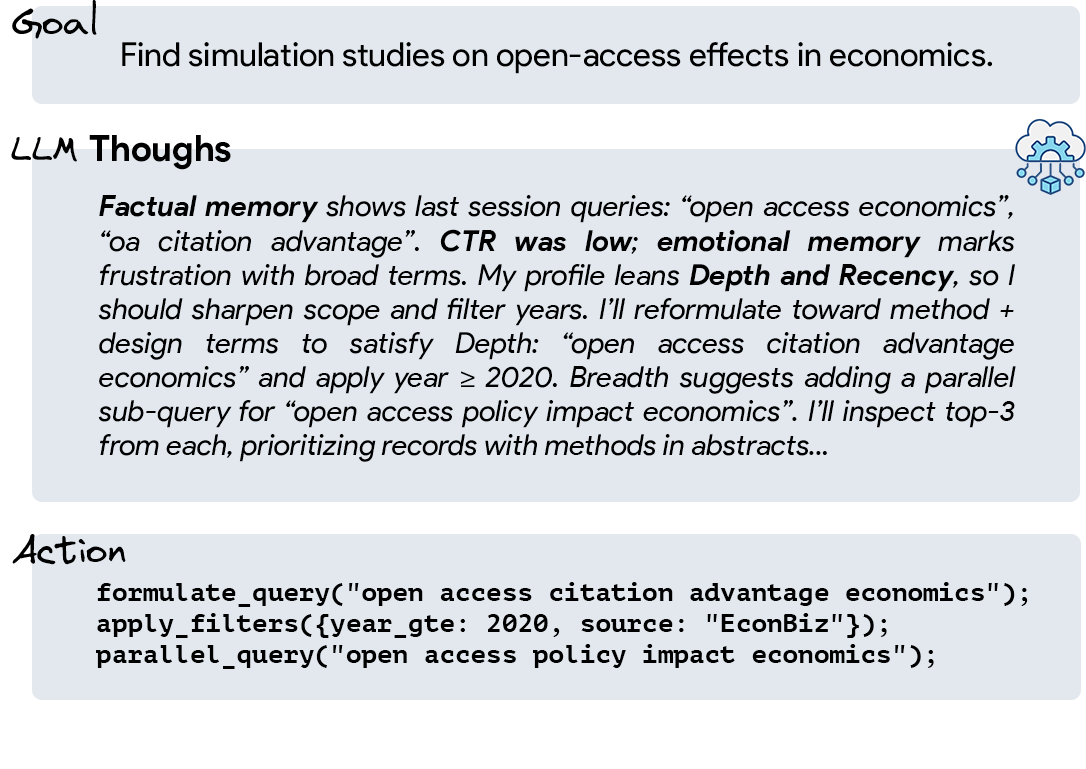 Goal
Find simulation studies on open-access effects in economics.
LLM Thoughs
Factual memory shows last session queries: “open access economics”,
“oa citation advantage”. CTR was low; emotional memory marks
frustration with broad terms. My profile leans Depth and Recency, so I
should sharpen scope and filter years. I’ll reformulate toward method +
design terms to satisfy Depth: “open access citation advantage
economics” and apply year ≥ 2020. Breadth suggests adding a parallel
sub-query for “open access policy impact economics”. I’ll inspect top-3
from each, prioritizing records with methods in abstracts…
Action
formulate_query("open access citation advantage economics");
apply_filters({year_gte: 2020, source: "EconBiz"});
parallel_query("open access policy impact economics");